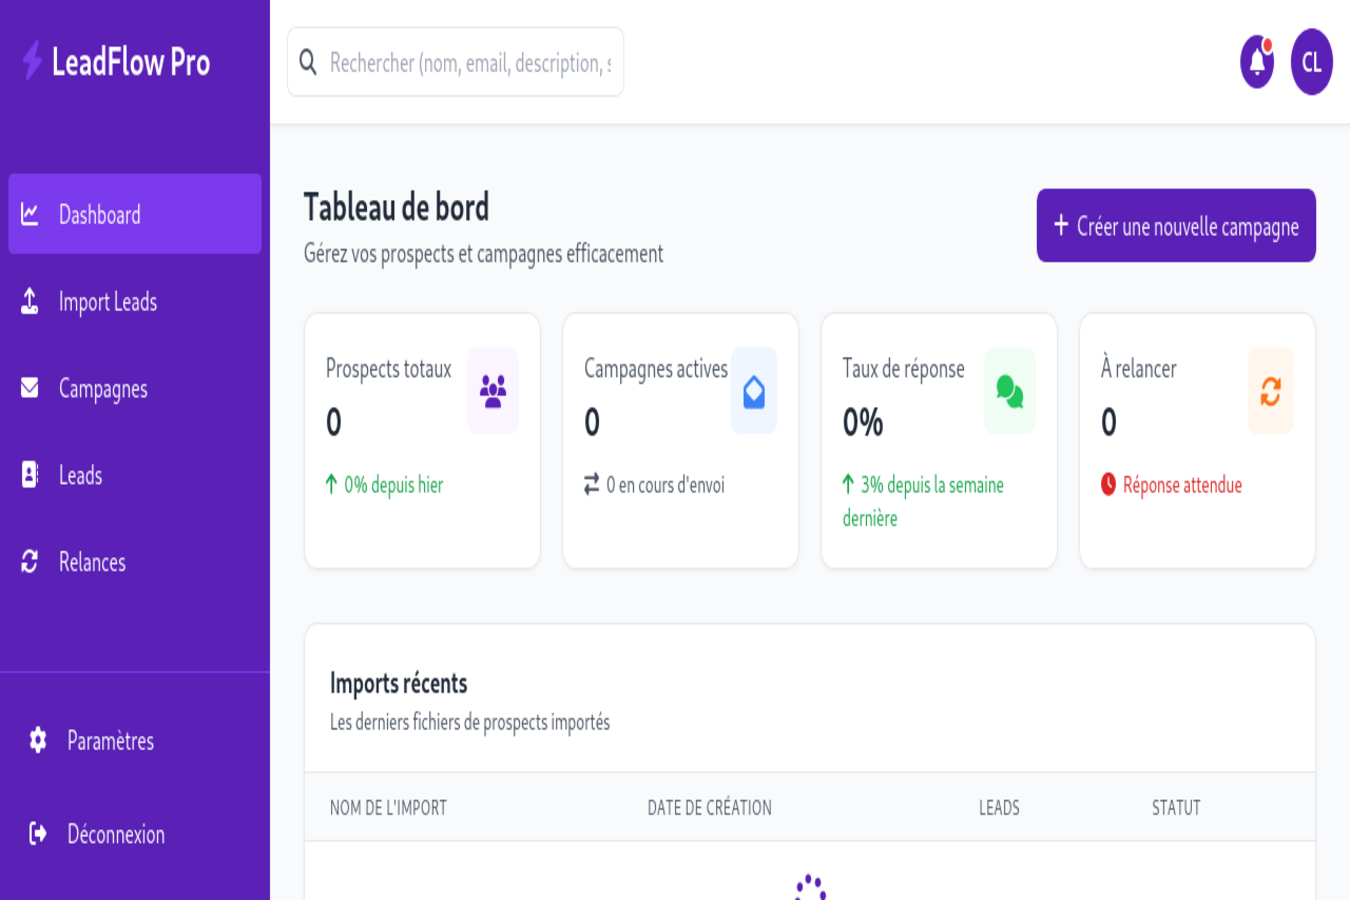 LeadFlow Pro
Rechercher (nom, email, description,
CL
Dashboard
Import Leads
Campagnes
Leads
Relances
Paramètres
Déconnexion
Tableau de bord
Gérez vos prospects et campagnes efficacement
+ Créer une nouvelle campagne
Prospects totaux
0
0% depuis hier
Campagnes actives
0
0 en cours d'envoi
Taux de réponse
0%
3% depuis la semaine
dernière
À relancer
0
Réponse attendue
Imports récents
Les derniers fichiers de prospects importés
NOM DE L'IMPORT DATE DE CRÉATION LEADS STATUT